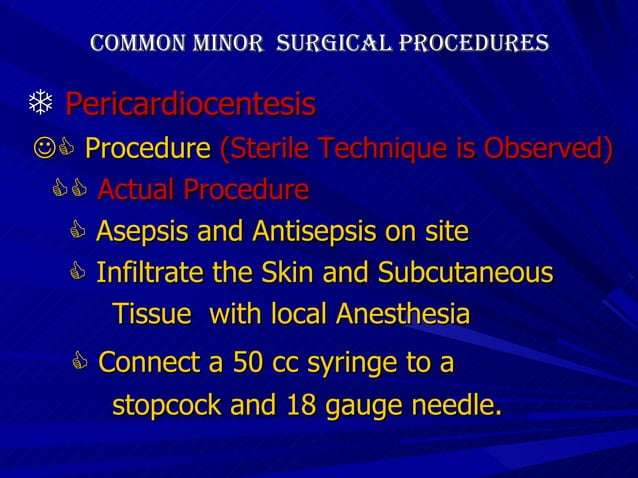 COMMON MINOR SURGICAL PROCEDURES
Pericardiocentesis
Procedure (Sterile Technique is Observed)
Actual Procedure
Asepsis and Antisepsis on site
Infiltrate the Skin and Subcutaneous
Tissue with local Anesthesia
Connect a 50 cc syringe to a
stopcock and 18 gauge needle.